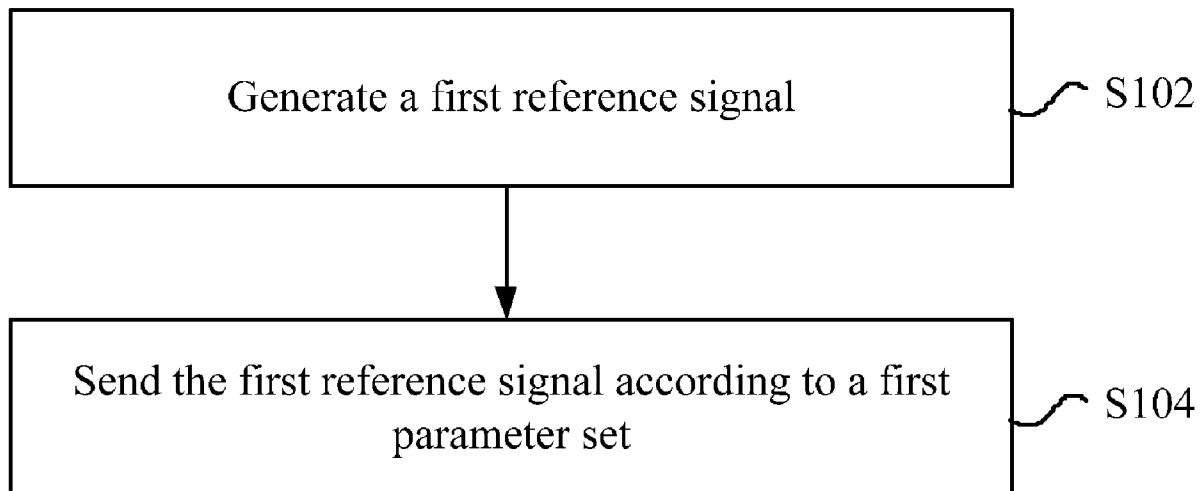 Generate a first reference signal
S102
Send the first reference signal according to a first
parameter set
S104